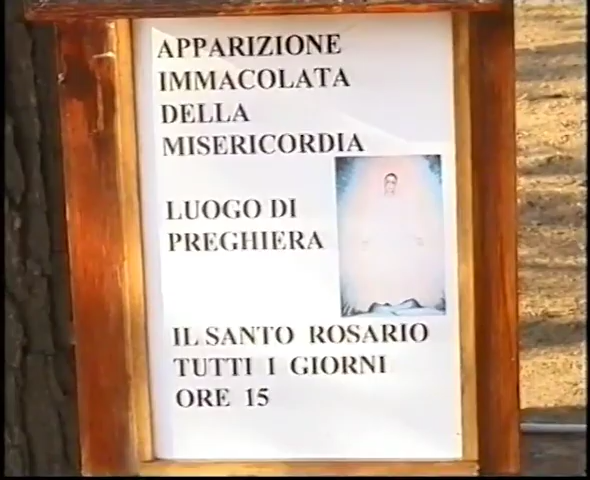 APPARIZIONE
IMMACOLATA
DELLA
MISERICORDIA
LUOGO DI
PREGHIERA
IL SANTO ROSARIO
TUTTI I GIORNI
ORE 15